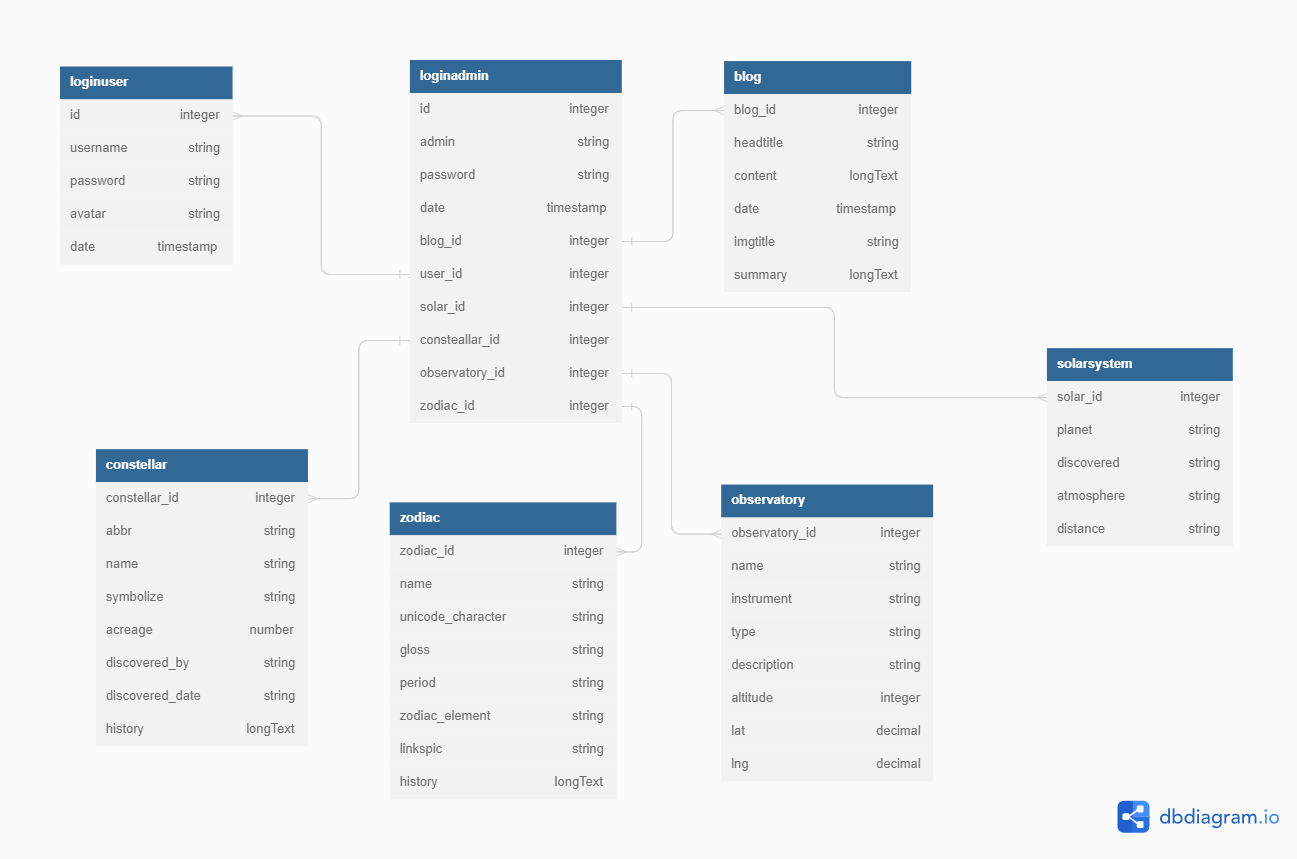 loginuser
id integer
username string
password string
avatar string
date timestamp
loginadmin
id integer
admin string
password string
date timestamp
blog_id integer
user_id integer
solar_id integer
consteallar_id integer
observatory_id integer
zodiac_id integer
blog
blog_id integer
headtitle string
content longText
date timestamp
imgtitle string
summary longText
solarsystem
solar_id integer
planet string
discovered string
atmosphere string
distance string
constellar
constellar_id integer
abbr string
name string
symbolize string
acreage number
discovered_by string
discovered_date string
history longText
zodiac
zodiac_id integer
name string
unicode_character string
gloss string
period string
zodiac_element string
linkspic string
history longText
observatory
observatory_id integer
name string
instrument string
type string
description string
altitude integer
lat decimal
lng decimal
dbdiagram.io